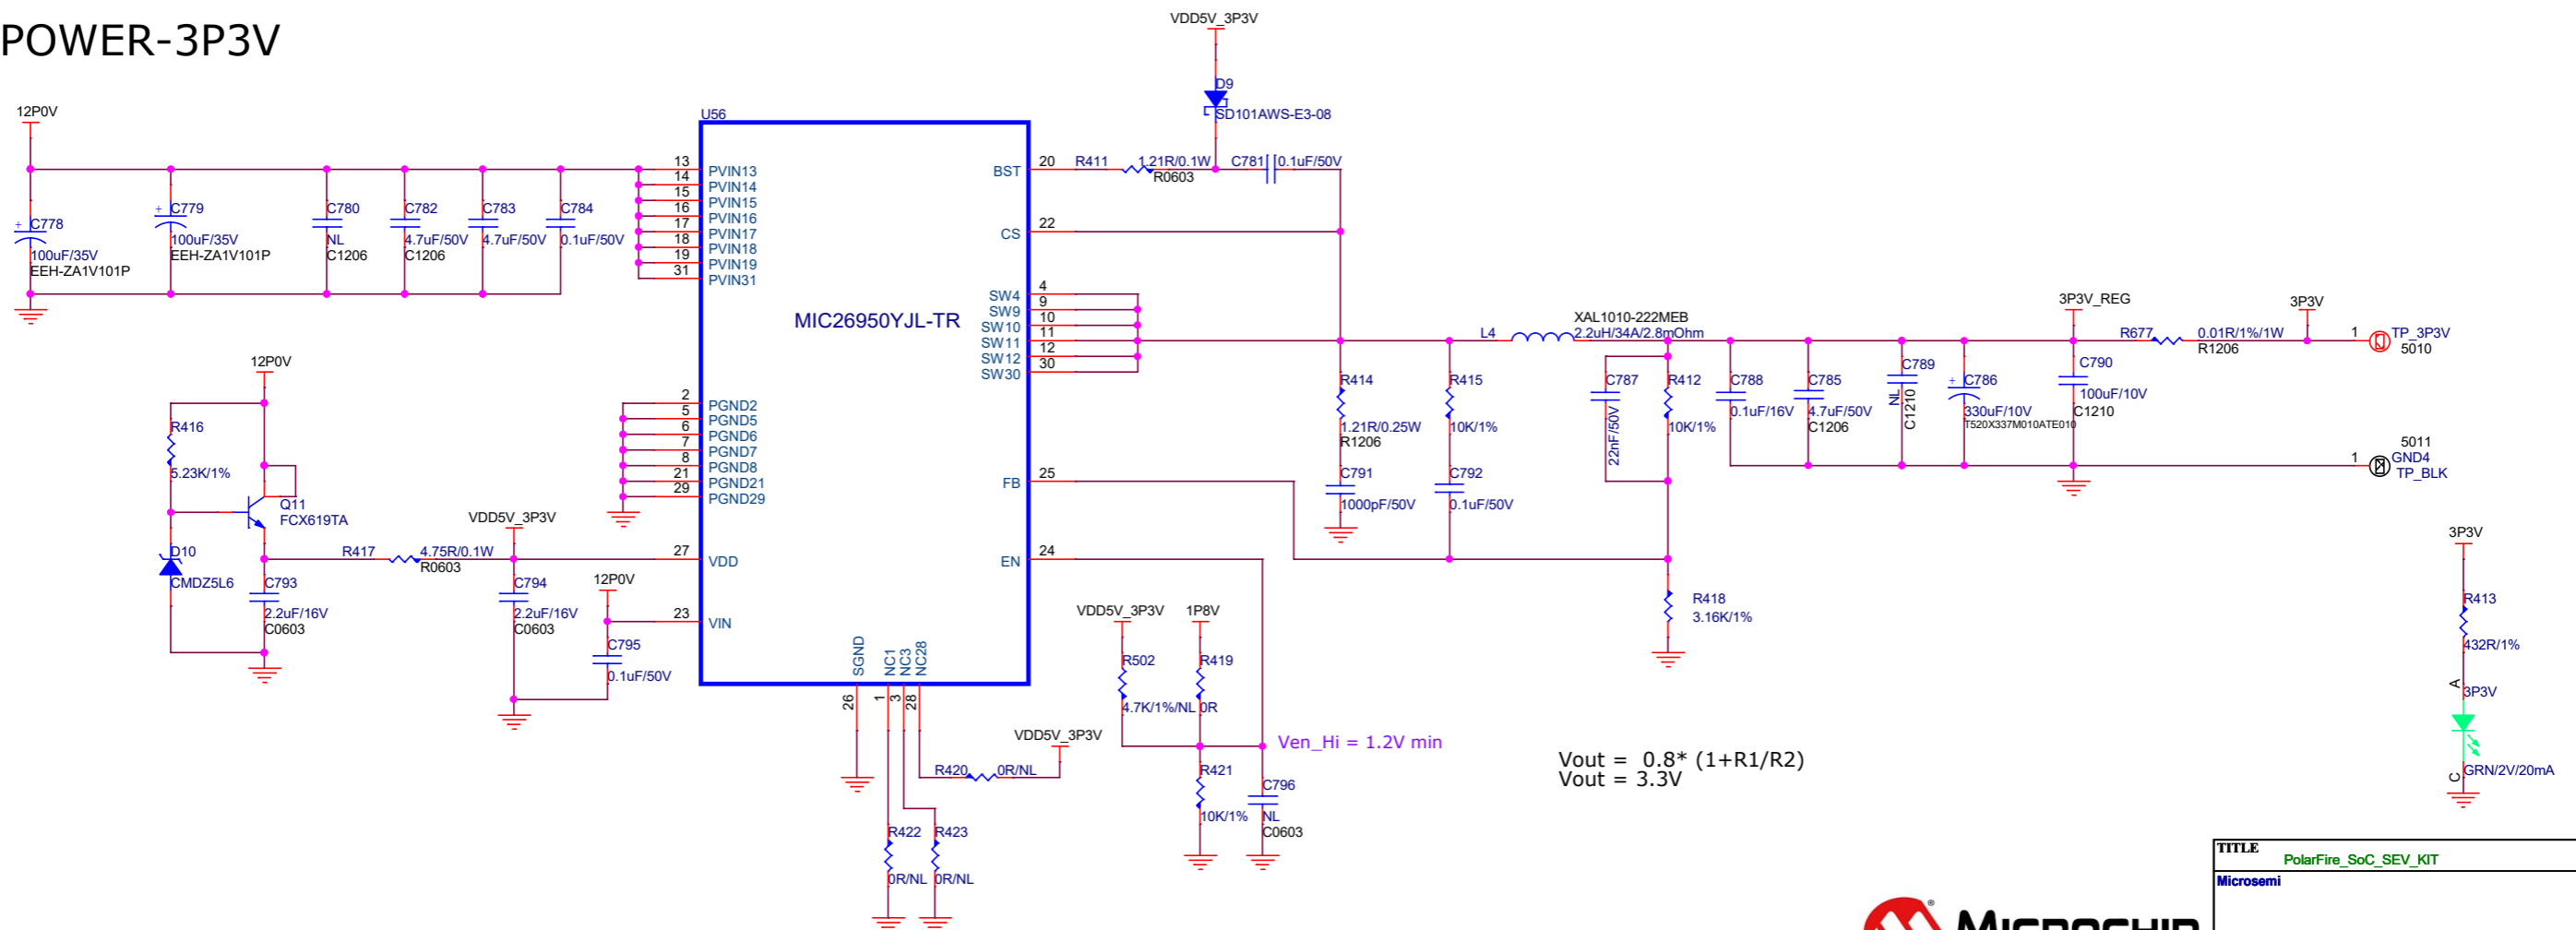 POWER-3P3V
VDD5V_3P3V
D9
SD101AWS-E3-08
12P0V
C778
100uF/35V
EEH-ZA1V101P
+
C779
100uF/35V
EEH-ZA1V101P
+
C780
NL
C1206
C782
4.7uF/50V
C1206
C783
4.7uF/50V
C784
0.1uF/50V
U56
MIC26950YJL-TR
13 PVIN13
14 PVIN14
15 PVIN15
16 PVIN16
17 PVIN17
18 PVIN18
19 PVIN19
31 PVIN31
2 PGND2
5 PGND5
6 PGND6
7 PGND7
8 PGND8
21 PGND21
29 PGND29
27 VDD
23 VIN
BST 20
CS 22
SW4 4
SW9 9
SW10 10
SW11 11
SW12 12
SW30 30
FB 25
EN 24
SGND 26
NC1 1
NC3 3
NC28 28
R411 1.21R/0.1W
R0603
C781 0.1uF/50V
12P0V
R416
5.23K/1%
Q11
FCX619TA
D10
CMDZ5L6
C793
2.2uF/16V
C0603
R417 4.75R/0.1W
R0603
VDD5V_3P3V
C794
2.2uF/16V
C0603
12P0V
C795
0.1uF/50V
L4
XAL1010-222MEB
2.2uH/34A/2.8mOhm
R414
1.21R/0.25W
R1206
C791
1000pF/50V
R415
10K/1%
C792
0.1uF/50V
C787
22nF/50V
R412
10K/1%
C788
0.1uF/16V
C785
4.7uF/50V
C1206
C789
NL
C1210
+
C786
330uF/10V
T520X337M010ATE010
3P3V_REG
C790
100uF/10V
C1210
R677 0.01R/1%/1W
R1206
3P3V
1 TP_3P3V
5010
5011
1 GND4
TP_BLK
R418
3.16K/1%
VDD5V_3P3V
1P8V
R502
4.7K/1%/NL
R419
0R
Ven_Hi = 1.2V min
R421
10K/1%
C796
NL
C0603
VDD5V_3P3V
R420 0R/NL
R422
0R/NL
R423
0R/NL
Vout = 0.8* (1+R1/R2)
Vout = 3.3V
3P3V
R413
432R/1%
A
3P3V
C
GRN/2V/20mA
TITLE
PolarFire_SoC_SEV_KIT
Microsemi
MICROCHIP